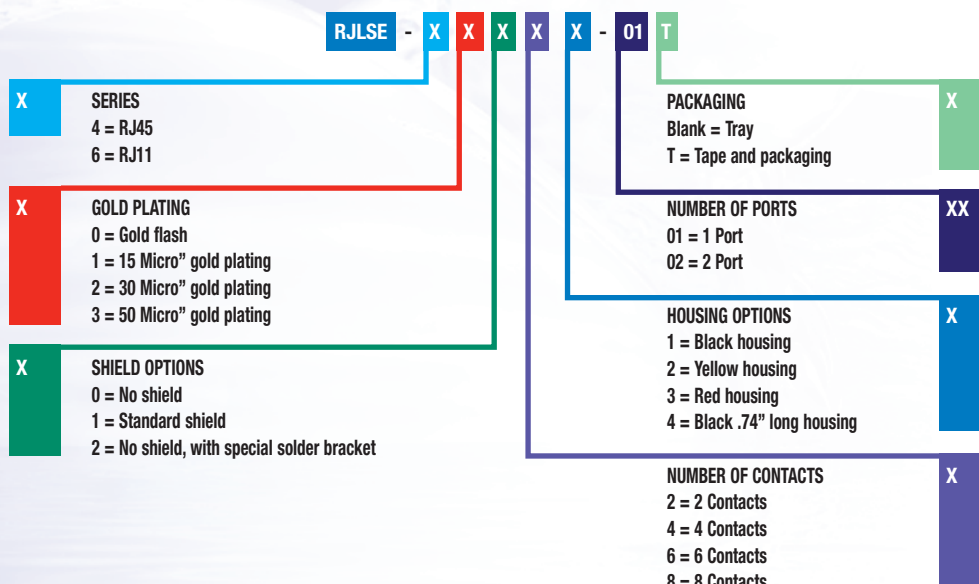 RJLSE - X X X X X - 01 T
X
SERIES
4 = RJ45
6 = RJ11
X
GOLD PLATING
0 = Gold flash
1 = 15 Micro” gold plating
2 = 30 Micro” gold plating
3 = 50 Micro” gold plating
X
SHIELD OPTIONS
0 = No shield
1 = Standard shield
2 = No shield, with special solder bracket
PACKAGING
X
Blank = Tray
T = Tape and packaging
NUMBER OF PORTS
XX
01 = 1 Port
02 = 2 Port
HOUSING OPTIONS
X
1 = Black housing
2 = Yellow housing
3 = Red housing
4 = Black .74” long housing
NUMBER OF CONTACTS
X
2 = 2 Contacts
4 = 4 Contacts
6 = 6 Contacts
8 = 8 Contacts